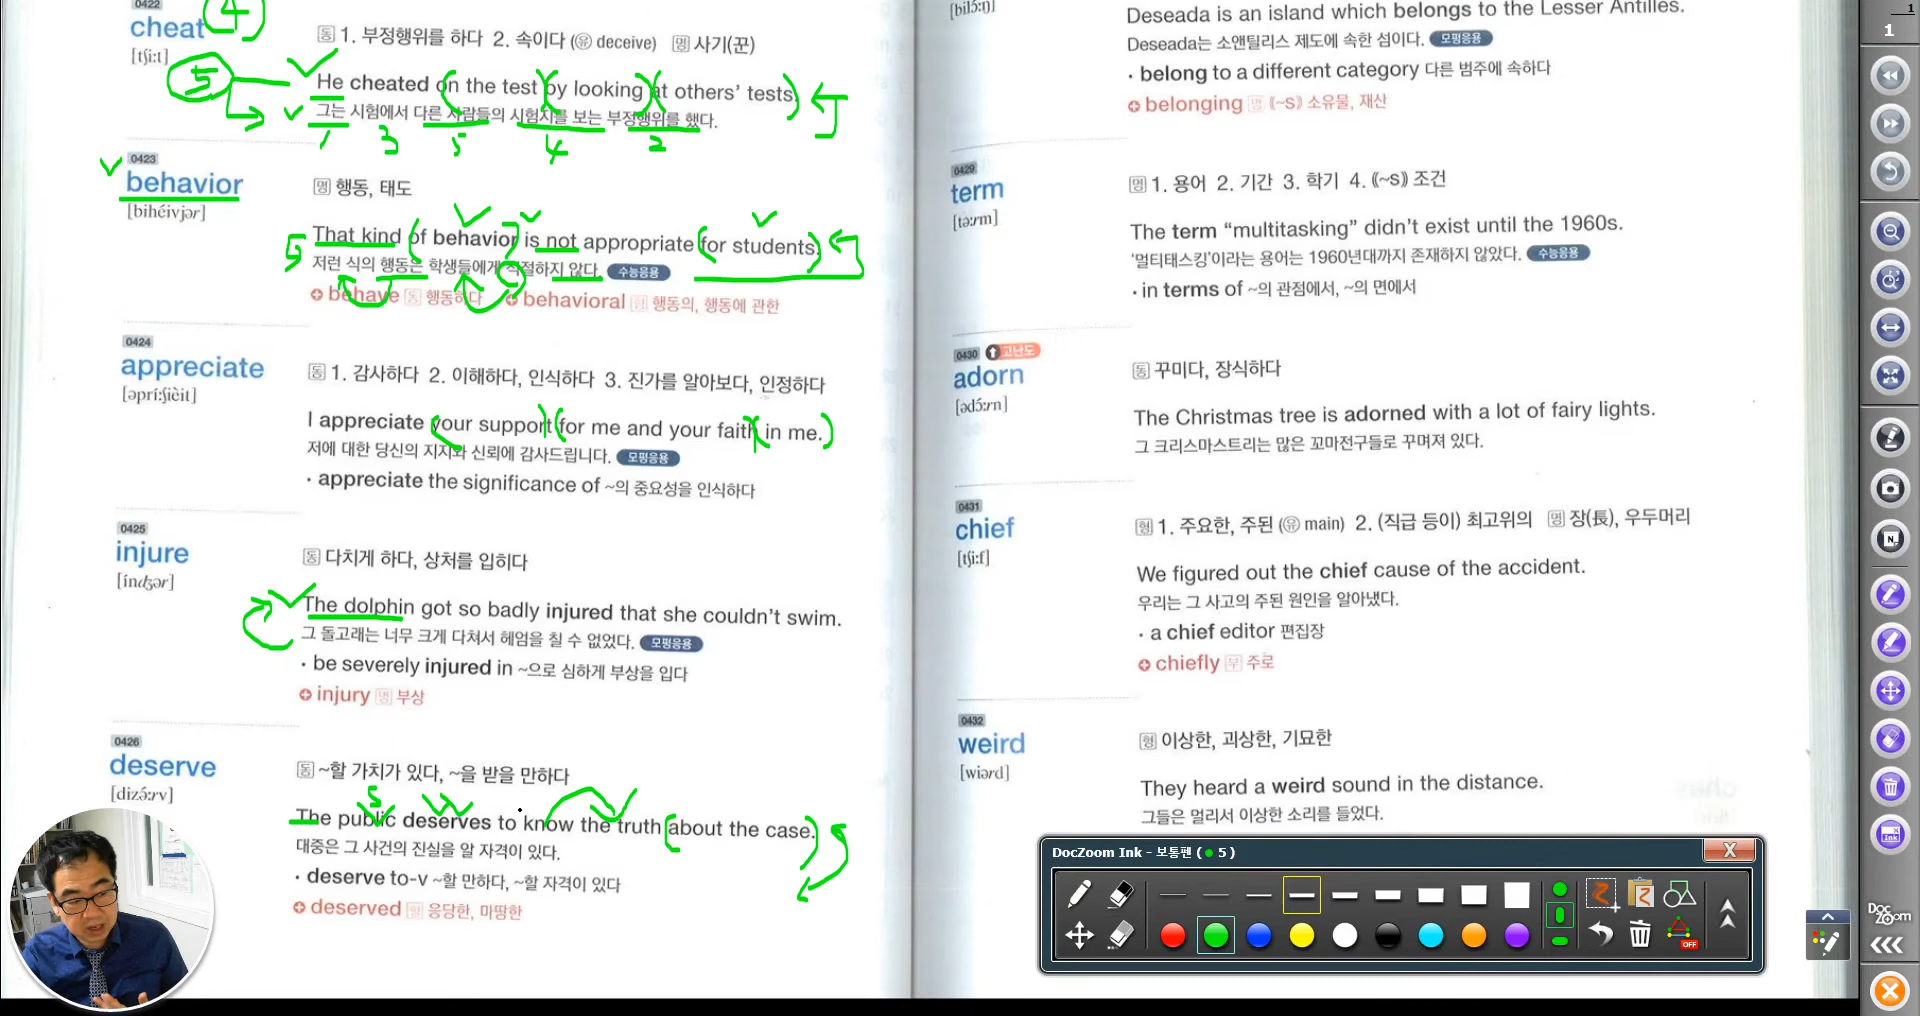 0422
cheat
[tʃiːt]
동 1. 부정행위를 하다 2. 속이다 (유 deceive) 명 사기(꾼)
He cheated on the test by looking at others' tests.
그는 시험에서 다른 사람들의 시험지를 보는 부정행위를 했다.
4
5
1 3 5 4 2
0423
behavior
[bihéivjər]
명 행동, 태도
That kind of behavior is not appropriate for students.
저런 식의 행동은 학생들에게 적절하지 않다. 수능응용
behave 동 행동하다 behavioral 형 행동의, 행동에 관한
5
0424
appreciate
[əpríːʃièit]
동 1. 감사하다 2. 이해하다, 인식하다 3. 진가를 알아보다, 인정하다
I appreciate your support for me and your faith in me.
저에 대한 당신의 지지와 신뢰에 감사드립니다. 모평응용
· appreciate the significance of ~의 중요성을 인식하다
0425
injure
[índʒər]
동 다치게 하다, 상처를 입히다
The dolphin got so badly injured that she couldn't swim.
그 돌고래는 너무 크게 다쳐서 헤엄을 칠 수 없었다. 모평응용
· be severely injured in ~으로 심하게 부상을 입다
injury 명 부상
0426
deserve
[dizə́ːrv]
동 ~할 가치가 있다, ~을 받을 만하다
S
The public deserves to know the truth about the case.
대중은 그 사건의 진실을 알 자격이 있다.
· deserve to-v ~할 만하다, ~할 자격이 있다
deserved 형 응당한, 마땅한
[bilɔ́ːŋ]
Deseada is an island which belongs to the Lesser Antilles.
Deseada는 소앤틸리스 제도에 속한 섬이다. 모평응용
· belong to a different category 다른 범주에 속하다
belonging 명 (~s) 소유물, 재산
0429
term
[təːrm]
명 1. 용어 2. 기간 3. 학기 4. (~s) 조건
The term "multitasking" didn't exist until the 1960s.
'멀티태스킹'이라는 용어는 1960년대까지 존재하지 않았다. 수능응용
· in terms of ~의 관점에서, ~의 면에서
0430 고난도
adorn
[ədɔ́ːrn]
동 꾸미다, 장식하다
The Christmas tree is adorned with a lot of fairy lights.
그 크리스마스트리는 많은 꼬마전구들로 꾸며져 있다.
0431
chief
[tʃiːf]
형 1. 주요한, 주된 (유 main) 2. (직급 등이) 최고위의 명 장(長), 우두머리
We figured out the chief cause of the accident.
우리는 그 사고의 주된 원인을 알아냈다.
· a chief editor 편집장
chiefly 부 주로
0432
weird
[wiərd]
형 이상한, 괴상한, 기묘한
They heard a weird sound in the distance.
그들은 멀리서 이상한 소리를 들었다.
DocZoom Ink - 보통펜 ( 5 )
X
OFF
1
1
N
Ink
Doc
Zoom